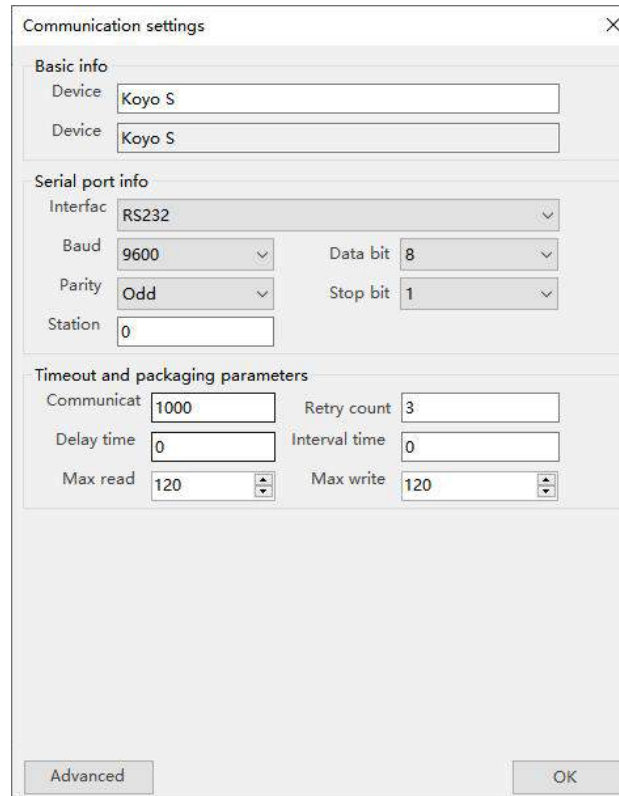 Communication settings
Basic info
Device Koyo S
Device Koyo S
Serial port info
Interfac RS232
Baud 9600 Data bit 8
Parity Odd Stop bit 1
Station 0
Timeout and packaging parameters
Communicat 1000 Retry count 3
Delay time 0 Interval time 0
Max read 120 Max write 120
Advanced OK